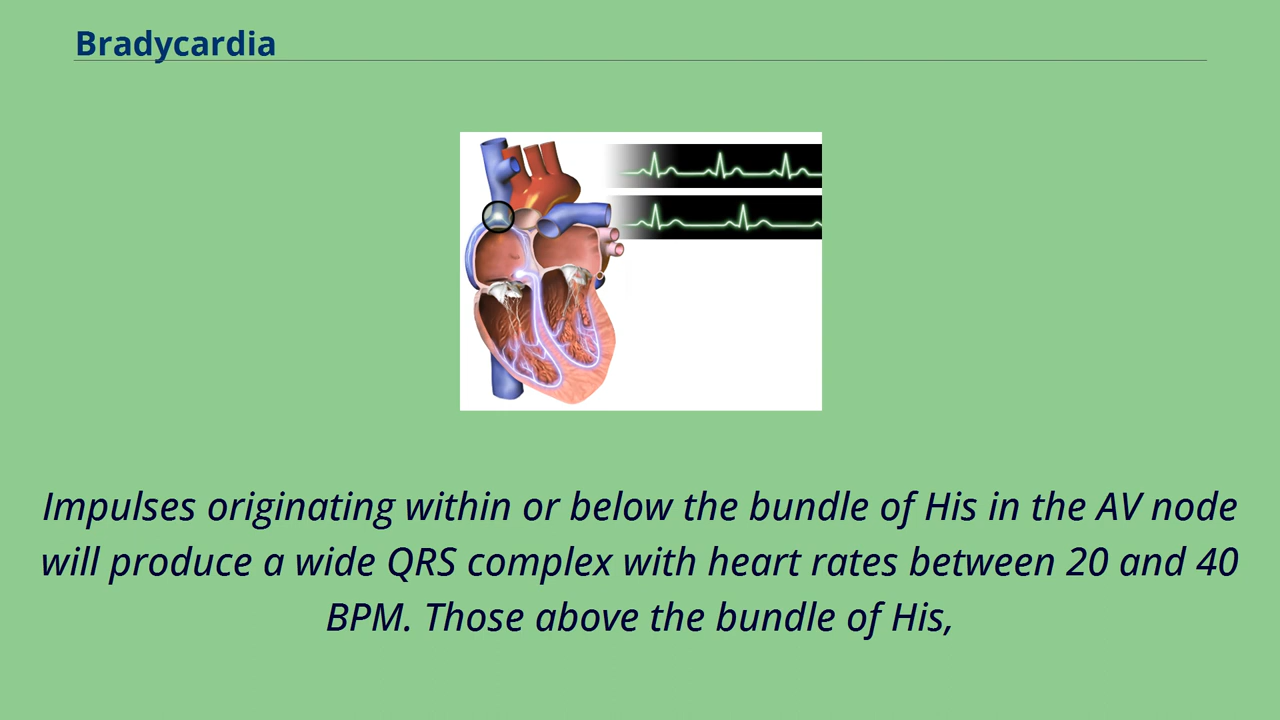 Bradycardia
Impulses originating within or below the bundle of His in the AV node
will produce a wide QRS complex with heart rates between 20 and 40
BPM. Those above the bundle of His,